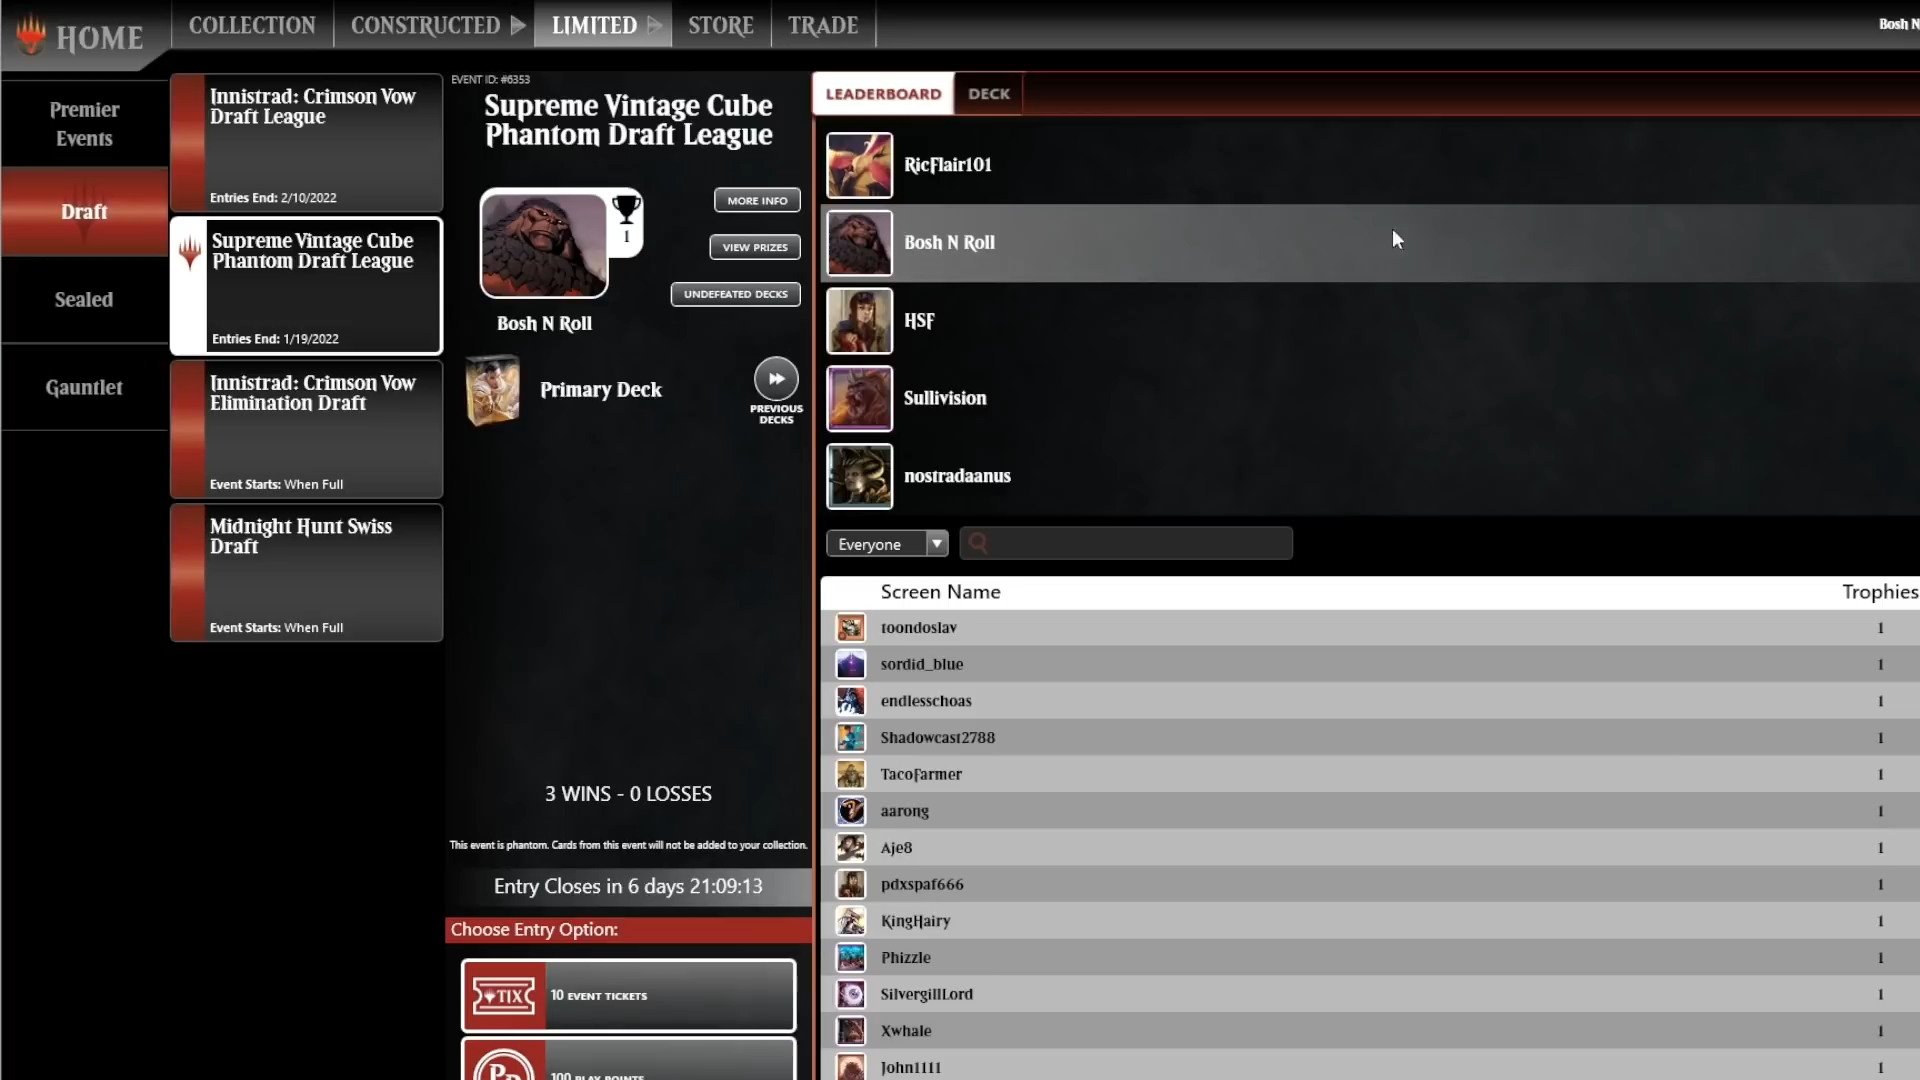 HOME
COLLECTION
CONSTRUCTED
LIMITED
STORE
TRADE
Bosh N
Premier
Events
Draft
Sealed
Gauntlet
Innistrad: Crimson Vow
Draft League
Entries End: 2/10/2022
Supreme Vintage Cube
Phantom Draft League
Entries End: 1/19/2022
Innistrad: Crimson Vow
Elimination Draft
Event Starts: When Full
Midnight Hunt Swiss
Draft
Event Starts: When Full
EVENT ID: #6353
Supreme Vintage Cube
Phantom Draft League
1
MORE INFO
VIEW PRIZES
UNDEFEATED DECKS
Bosh N Roll
Primary Deck
PREVIOUS
DECKS
3 WINS - 0 LOSSES
This event is phantom. Cards from this event will not be added to your collection.
Entry Closes in 6 days 21:09:13
Choose Entry Option:
TIX
10 EVENT TICKETS
PP
100 PLAY POINTS
LEADERBOARD
DECK
RicFlair101
Bosh N Roll
HSF
Sullivision
nostradaanus
Everyone
Screen Name Trophies
toondoslav 1
sordid_blue 1
endlesschoas 1
Shadowcast2788 1
TacoFarmer 1
aarong 1
Aje8 1
pdxspaf666 1
KingHairy 1
Phizzle 1
SilvergillLord 1
Xwhale 1
John1111 1